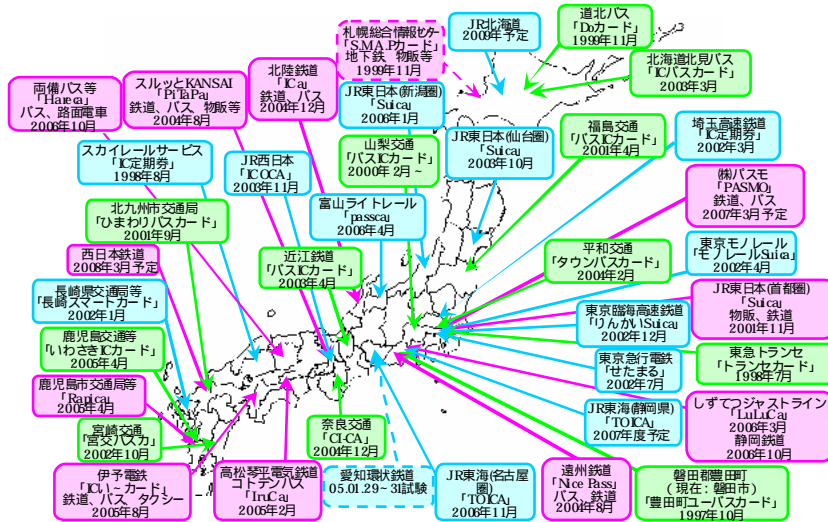 札幌総合情報センター
「S.M.A.Pカード」
地下鉄、物販等
1999年11月
JR北海道
2009年予定
道北バス
「Doカード」
1999年11月
北海道北見バス
「ICバスカード」
2003年3月
両備バス等
「Hareca」
バス、路面電車
2006年10月
スルッとKANSAI
「PiTaPa」
鉄道、バス、物販等
2004年8月
北陸鉄道
「ICa」
鉄道、バス
2004年12月
JR東日本(新潟圏)
「Suica」
2006年1月
JR東日本(仙台圏)
「Suica」
2003年10月
福島交通
「バスICカード」
2001年4月
埼玉高速鉄道
「IC定期券」
2002年3月
スカイレールサービス
「IC定期券」
1998年8月
JR西日本
「ICOCA」
2003年11月
山梨交通
「バスICカード」
2000年2月~
㈱パスモ
「PASMO」
鉄道、バス
2007年3月予定
北九州市交通局
「ひまわりバスカード」
2001年9月
富山ライトレール
「passca」
2006年4月
西日本鉄道
2008年3月予定
近江鉄道
「バスICカード」
2003年4月
平和交通
「タウンバスカード」
2004年2月
東京モノレール
「モノレールSuica」
2002年4月
長崎県交通局等
「長崎スマートカード」
2002年1月
JR東日本(首都圏)
「Suica」
物販、鉄道
2001年11月
東京臨海高速鉄道
「りんかいSuica」
2002年12月
鹿児島交通等
「いわさきICカード」
2005年4月
東京急行電鉄
「せたまる」
2002年7月
東急トランセ
「トランセカード」
1998年7月
鹿児島市交通局等
「Rapica」
2005年4月
JR東海(静岡県)
「TOICA」
2007年度予定
しずてつジャストライン
「LuLuCa」
2006年3月
静岡鉄道
2006年10月
宮崎交通
「宮交バスカ」
2002年10月
奈良交通
「CI-CA」
2004年12月
伊予電鉄
「ICい~カード」
鉄道、バス、タクシー
2005年8月
高松琴平電気鉄道
コトデンバス
「IruCa」
2005年2月
愛知環状鉄道
05.01.29~31試験
JR東海(名古屋
圏)
「TOICA」
2006年11月
遠州鉄道
「Nice Pass」
バス、鉄道
2004年8月
磐田郡豊田町
(現在:磐田市)
「豊田町ユーバスカード」
1997年10月